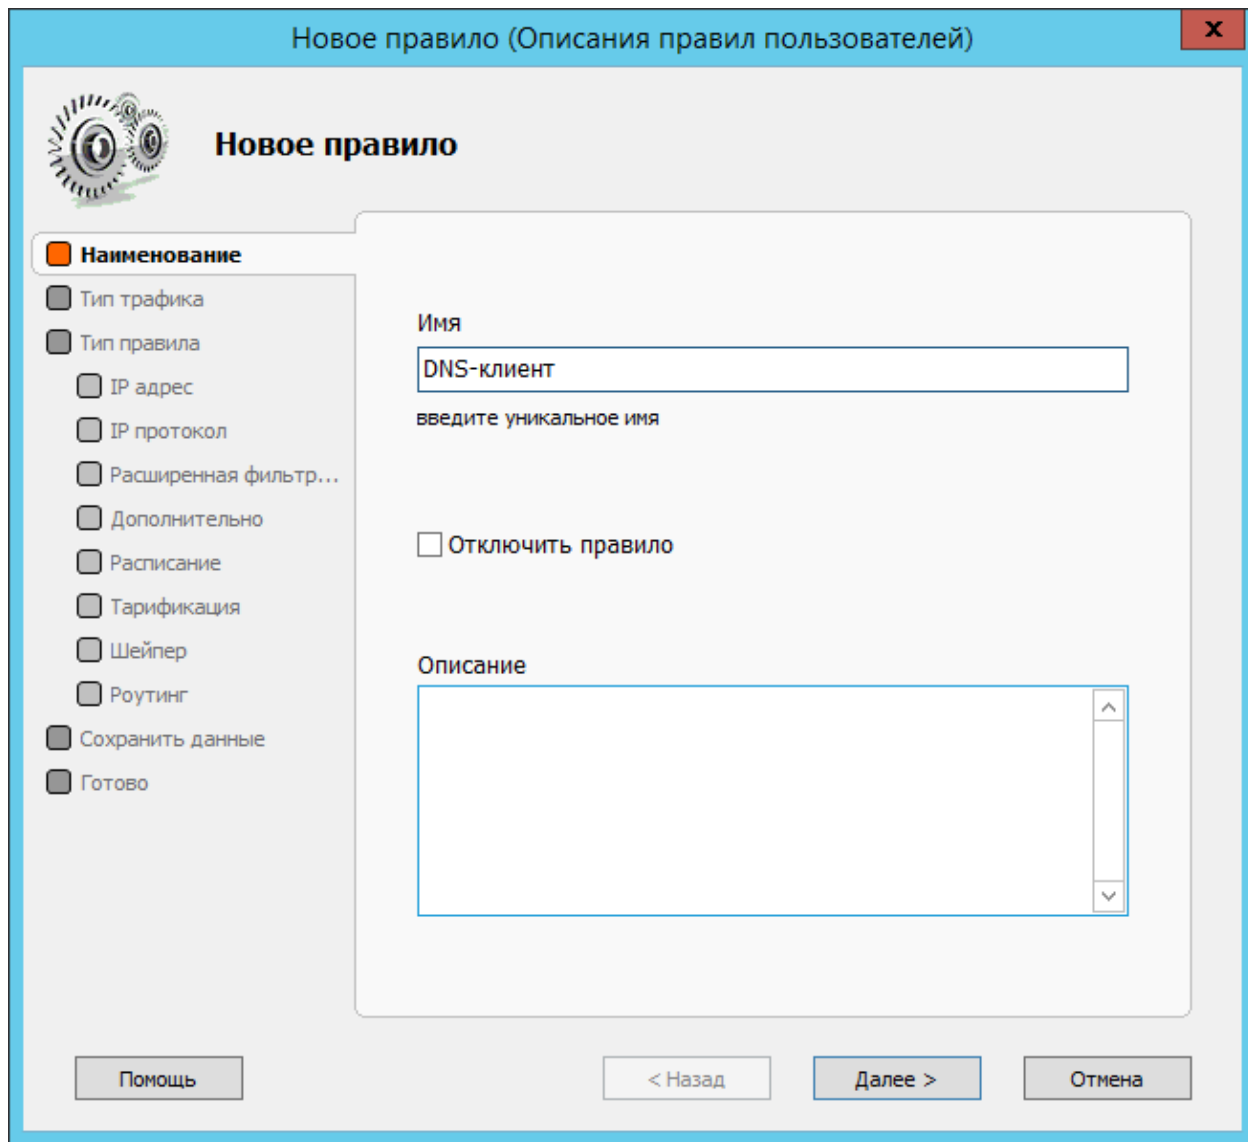 Новое правило (Описания правил пользователей)
x
Новое правило
Наименование
Тип трафика
Тип правила
IP адрес
IP протокол
Расширенная фильтр...
Дополнительно
Расписание
Тарификация
Шейпер
Роутинг
Сохранить данные
Готово
Имя
DNS-клиент
введите уникальное имя
Отключить правило
Описание
Помощь
< Назад
Далее >
Отмена